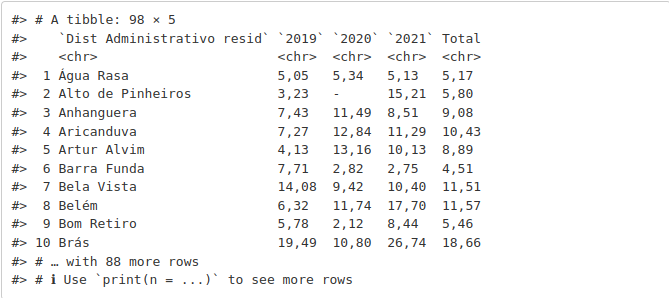 #> # A tibble: 98 × 5
#>    `Dist Administrativo resid` `2019` `2020` `2021` Total
#>    <chr>                       <chr>  <chr>  <chr>  <chr>
#>  1 Água Rasa                   5,05   5,34   5,13   5,17
#>  2 Alto de Pinheiros           3,23   -      15,21  5,80
#>  3 Anhanguera                  7,43   11,49  8,51   9,08
#>  4 Aricanduva                  7,27   12,84  11,29  10,43
#>  5 Artur Alvim                 4,13   13,16  10,13  8,89
#>  6 Barra Funda                 7,71   2,82   2,75   4,51
#>  7 Bela Vista                  14,08  9,42   10,40  11,51
#>  8 Belém                       6,32   11,74  17,70  11,57
#>  9 Bom Retiro                  5,78   2,12   8,44   5,46
#> 10 Brás                        19,49  10,80  26,74  18,66
#> # … with 88 more rows
#> # ℹ Use `print(n = ...)` to see more rows